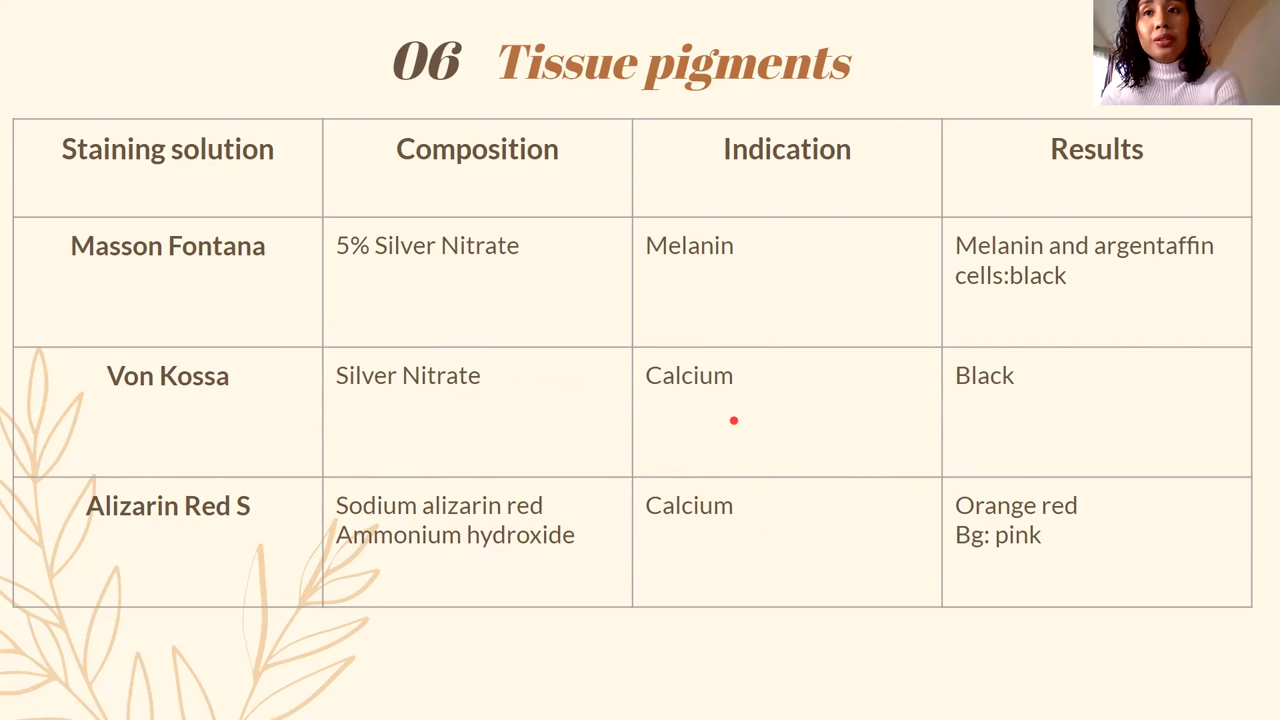 06 Tissue pigments
Staining solution Composition Indication Results
Masson Fontana 5% Silver Nitrate Melanin Melanin and argentaffin
cells:black
Von Kossa Silver Nitrate Calcium Black
Alizarin Red S Sodium alizarin red Calcium Orange red
Ammonium hydroxide Bg: pink